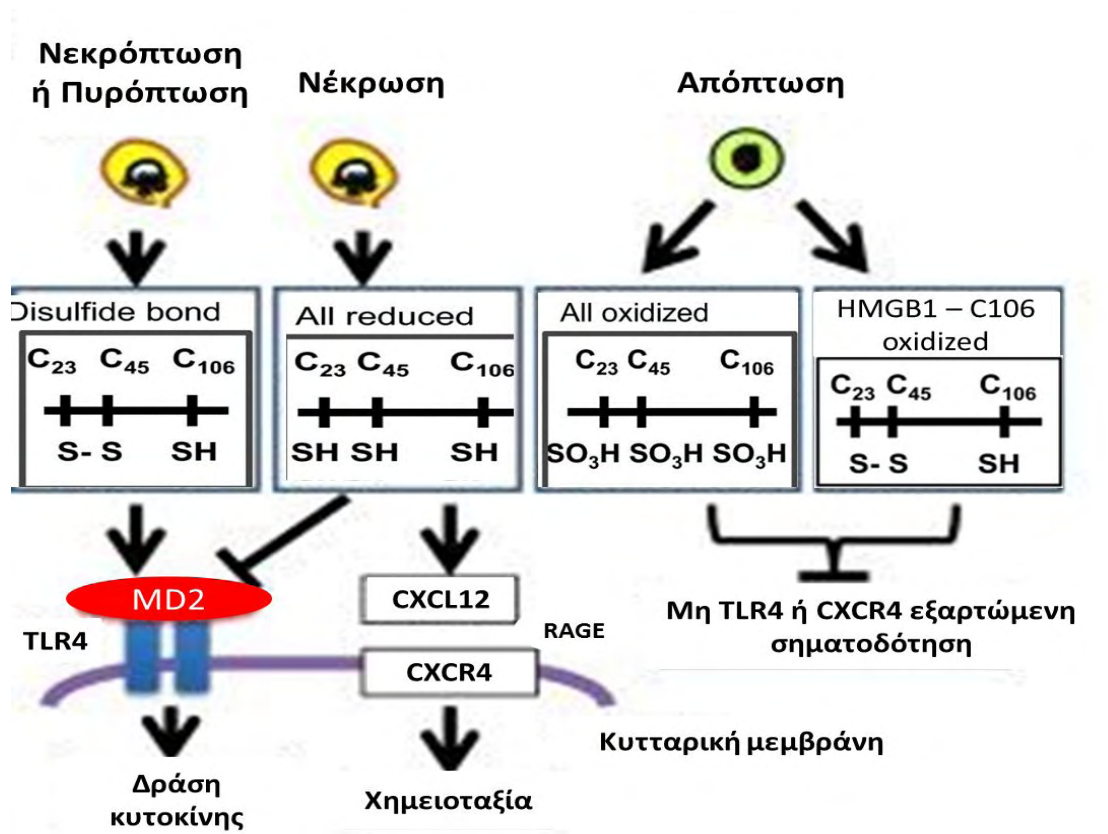 Νεκρόπτωση
ή Πυρόπτωση
Νέκρωση
Απόπτωση
Disulfide bond
C23 C45 C106
S- S SH
All reduced
C23 C45 C106
SH SH SH
All oxidized
C23 C45 C106
SO3H SO3H SO3H
HMGB1 – C106
oxidized
C23 C45 C106
S- S SH
MD2
TLR4
CXCL12
RAGE
CXCR4
Μη TLR4 ή CXCR4 εξαρτώμενη
σηματοδότηση
Κυτταρική μεμβράνη
Δράση
κυτοκίνης
Χημειοταξία